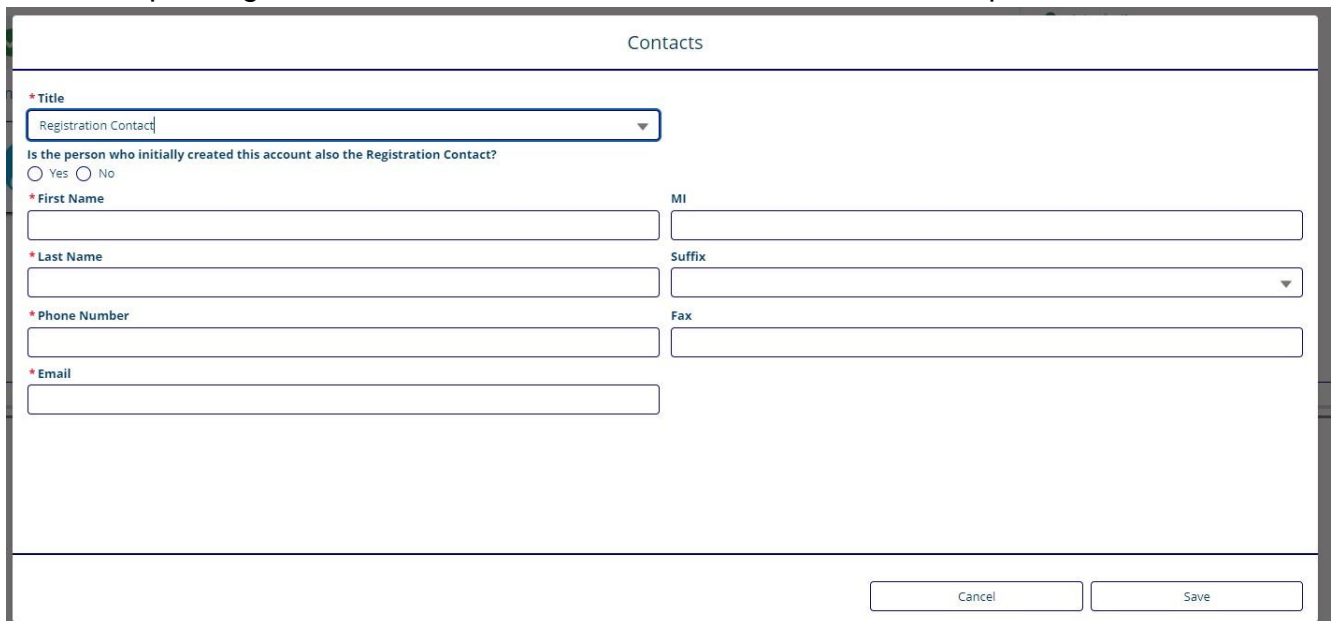 Contacts
*Title
Registration Contact
Is the person who initially created this account also the Registration Contact?
Yes No
*First Name MI
*Last Name Suffix
*Phone Number Fax
*Email
Cancel Save